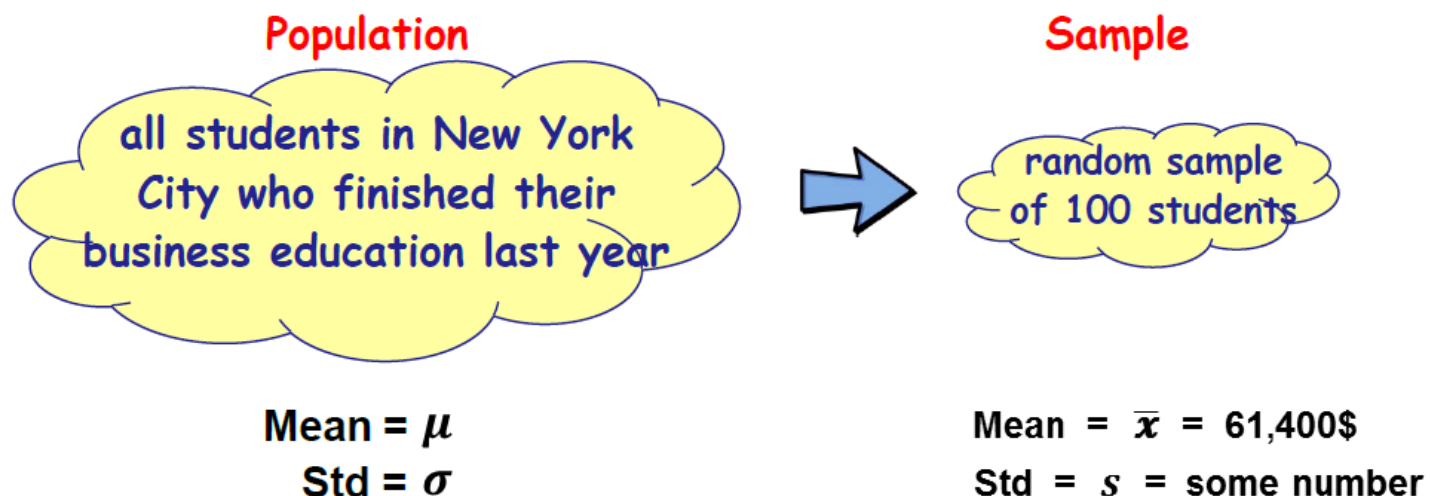 Population
all students in New York
City who finished their
business education last year
Mean = μ
Std = σ
Sample
random sample
of 100 students
Mean = x̄ = 61,400$
Std = s = some number